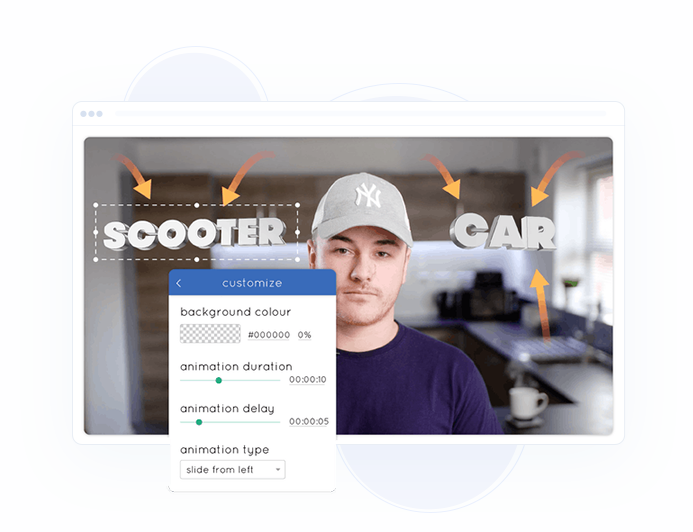 SCOOTER
CAR
NY
customize
background colour
#000000 0%
animation duration
00:00:10
animation delay
00:00:05
animation type
slide from left